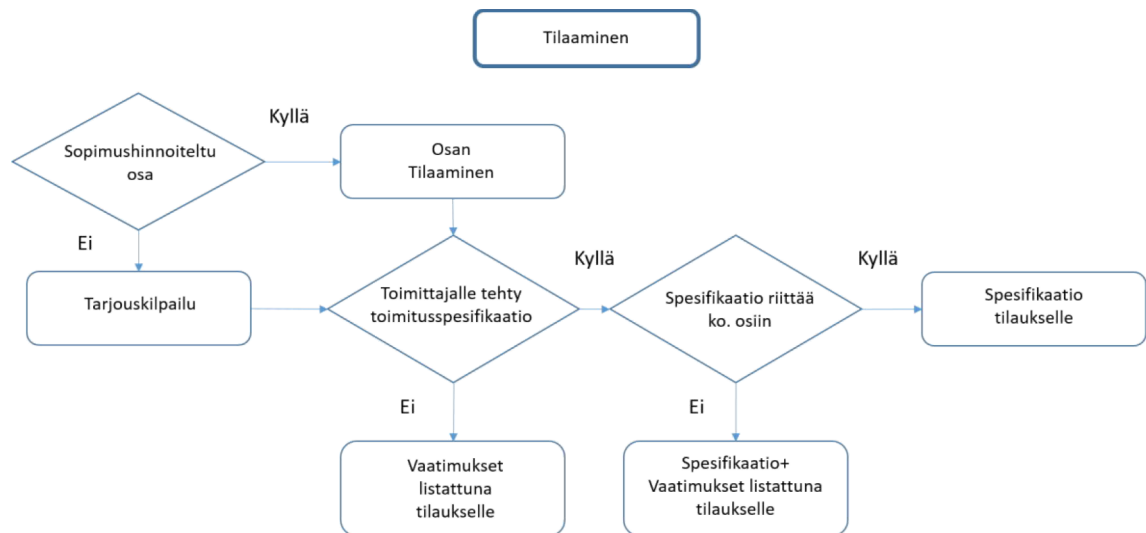 Tilaaminen
Kyllä
Sopimushinnoiteltu
osa
Osan
Tilaaminen
Ei
Tarjouskilpailu
Toimittajalle tehty
toimitusspesifikaatio
Kyllä
Spesifikaatio riittää
ko. osiin
Kyllä
Spesifikaatio
tilaukselle
Ei
Vaatimukset
listattuna
tilaukselle
Ei
Spesifikaatio+
Vaatimukset listattuna
tilaukselle